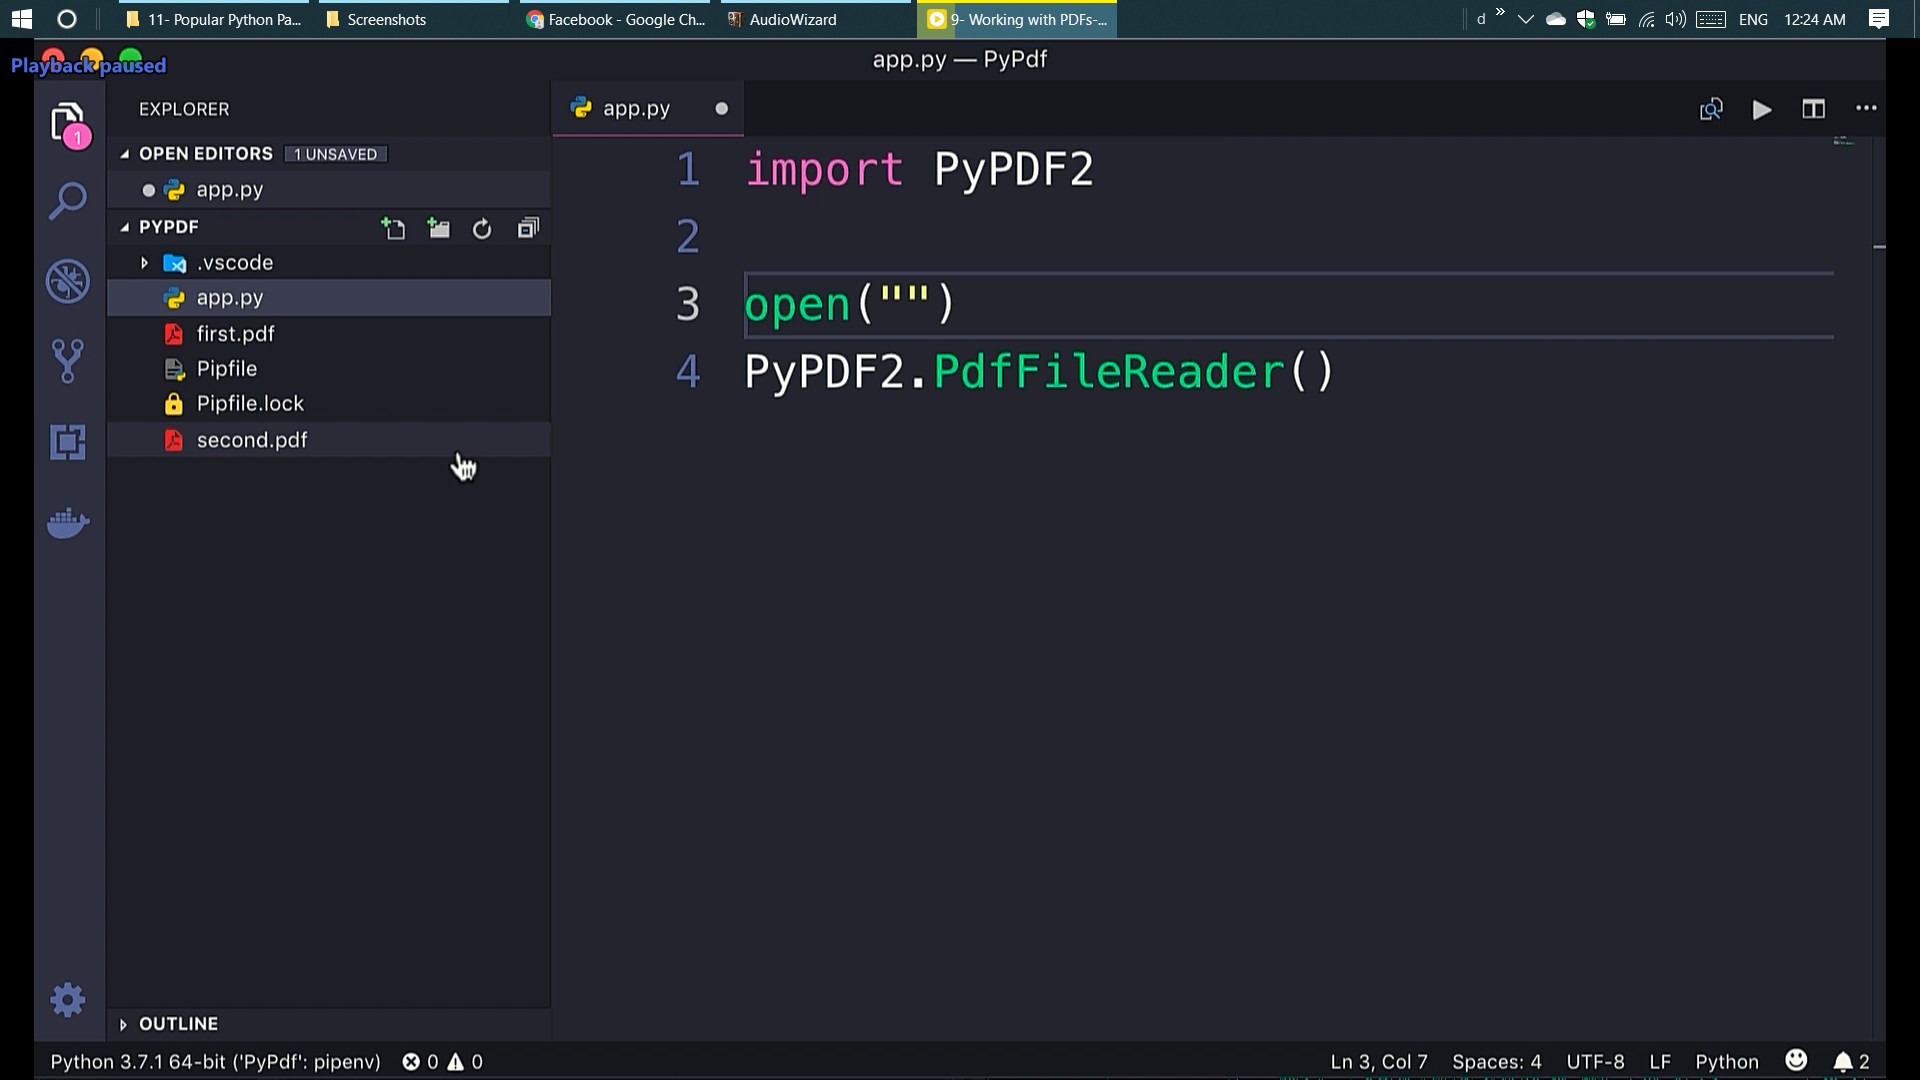 11- Popular Python Pa...
Screenshots
Facebook - Google Ch...
AudioWizard
9- Working with PDFs-...
d
»
ENG
12:24 AM
Playback paused
app.py — PyPdf
EXPLORER
1
OPEN EDITORS
1 UNSAVED
app.py
PYPDF
.vscode
app.py
first.pdf
Pipfile
Pipfile.lock
second.pdf
OUTLINE
app.py
1 import PyPDF2
2
3 open("")
4 PyPDF2.PdfFileReader()
Python 3.7.1 64-bit ('PyPdf': pipenv)
0
0
Ln 3, Col 7
Spaces: 4
UTF-8
LF
Python
2